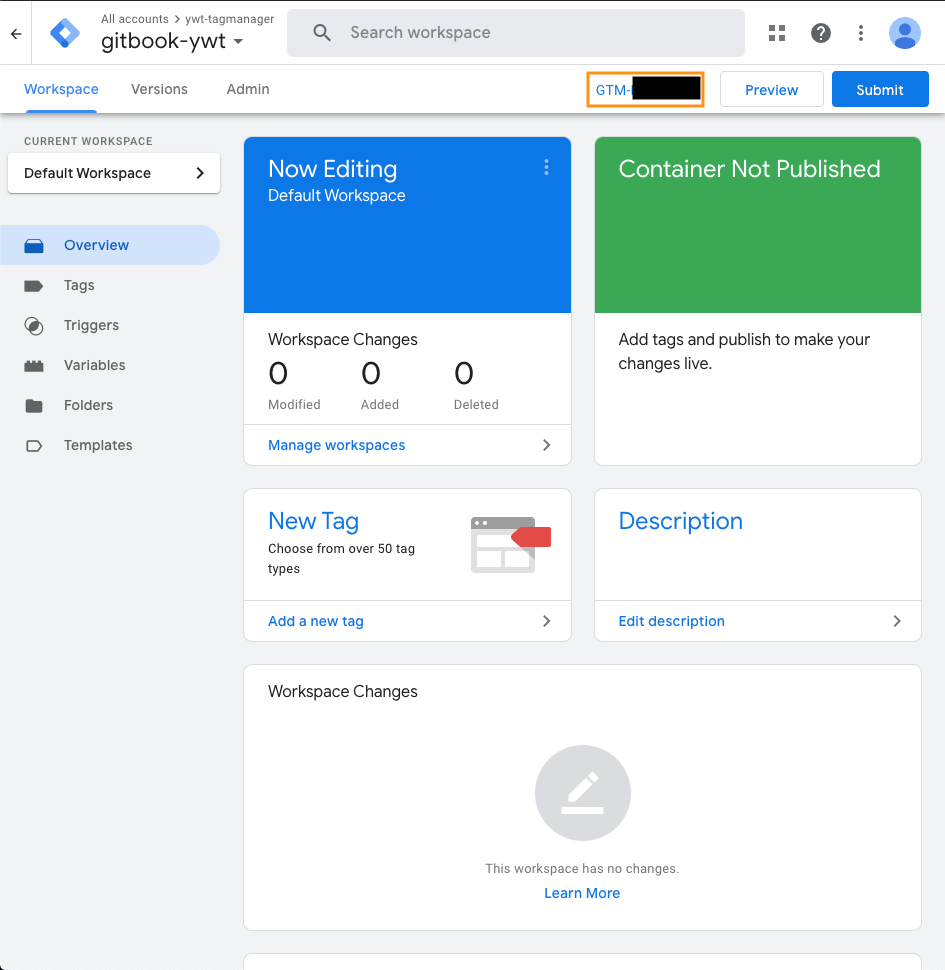 All accounts > ywt-tagmanager
gitbook-ywt
Search workspace
Workspace
Versions
Admin
GTM-
Preview
Submit
CURRENT WORKSPACE
Default Workspace
Overview
Tags
Triggers
Variables
Folders
Templates
Now Editing
Default Workspace
Workspace Changes
0 0 0
Modified Added Deleted
Manage workspaces
Container Not Published
Add tags and publish to make your
changes live.
New Tag
Choose from over 50 tag
types
Add a new tag
Description
Edit description
Workspace Changes
This workspace has no changes.
Learn More